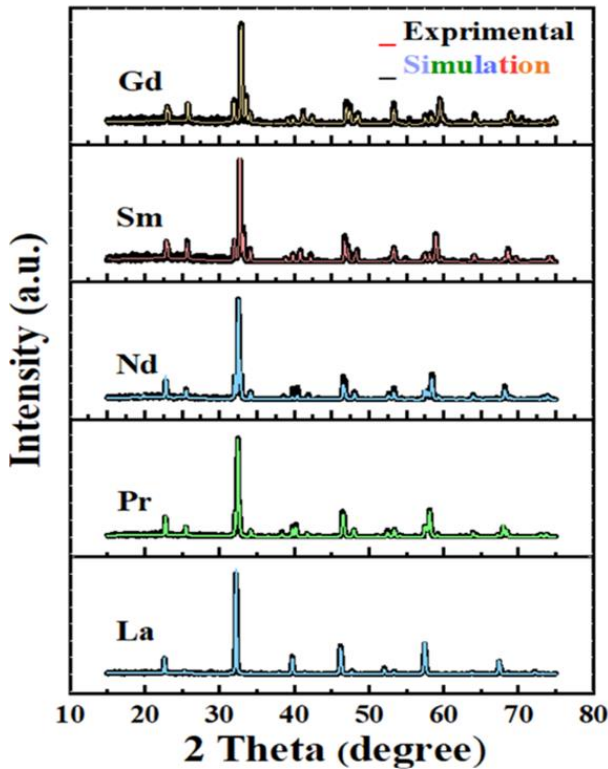 Exprimental
Simulation
Gd
Sm
Nd
Pr
La
Intensity (a.u.)
10 20 30 40 50 60 70 80
2 Theta (degree)